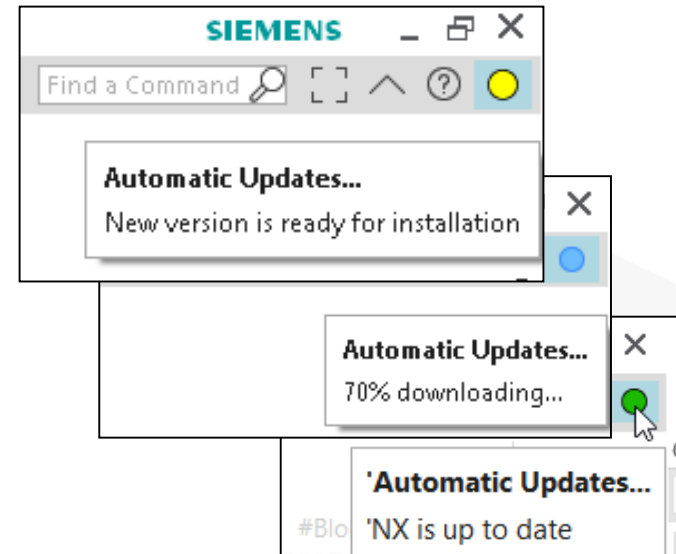 SIEMENS
Find a Command
Automatic Updates...
New version is ready for installation
Automatic Updates...
70% downloading...
'Automatic Updates...
#Blo
'NX is up to date